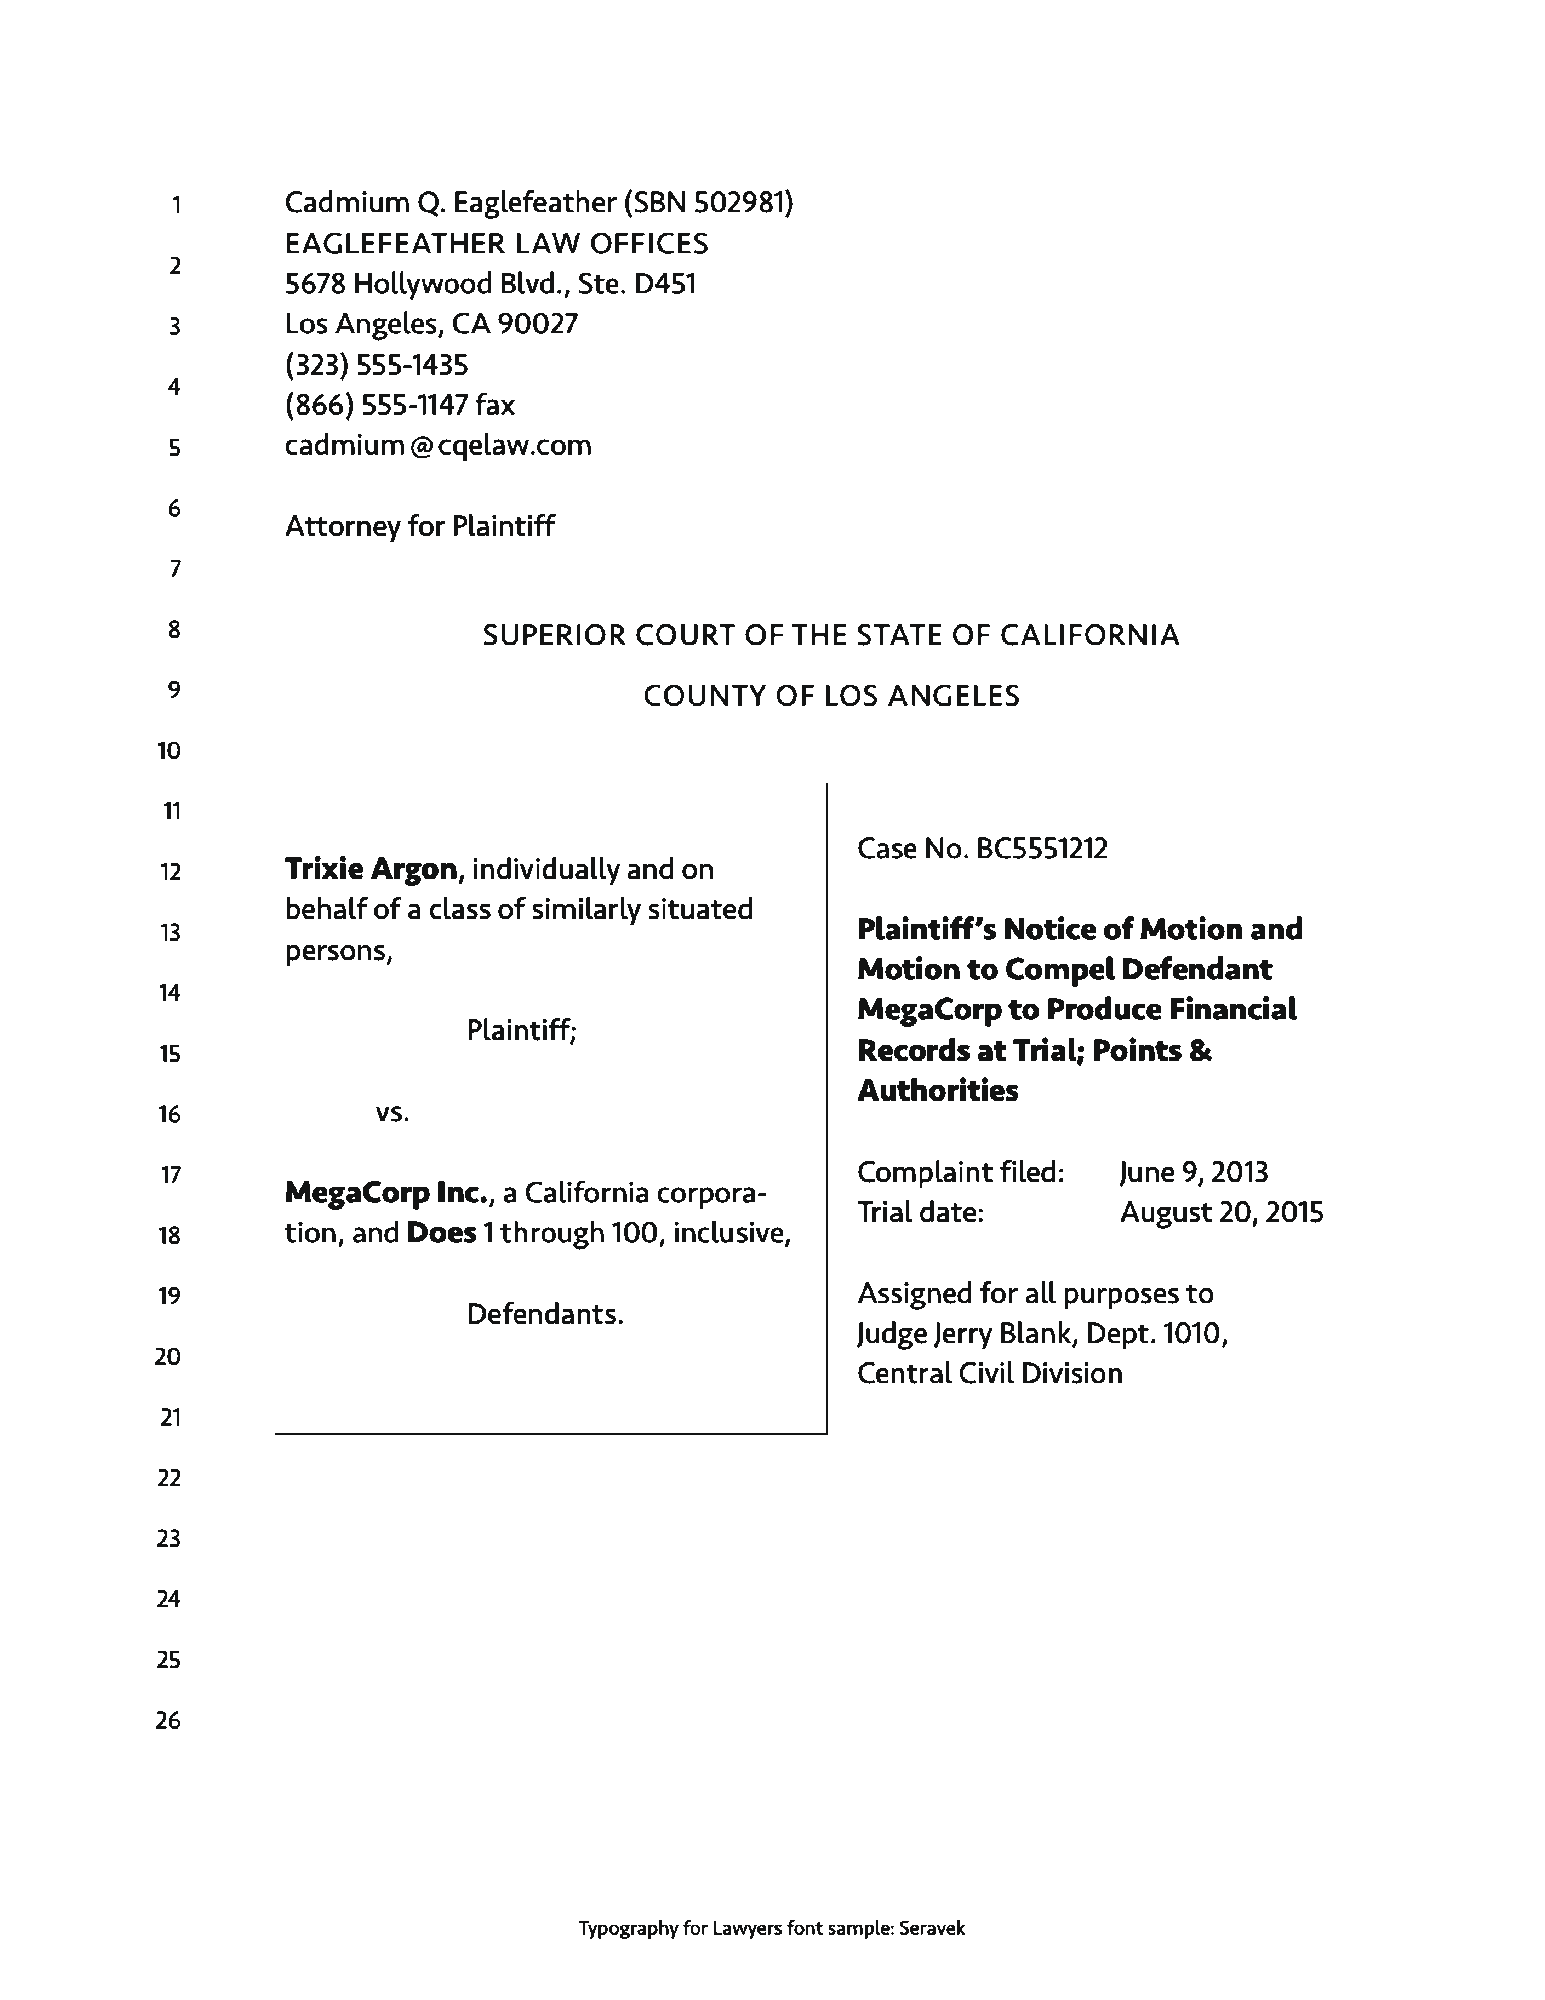 1
2
3
4
5
6
7
8
9
10
11
12
13
14
15
16
17
18
19
20
21
22
23
24
25
26
Cadmium Q. Eaglefeather (SBN 502981)
EAGLEFEATHER LAW OFFICES
5678 Hollywood Blvd., Ste. D451
Los Angeles, CA 90027
(323) 555-1435
(866) 555-1147 fax
cadmium@cqelaw.com
Attorney for Plaintiff
SUPERIOR COURT OF THE STATE OF CALIFORNIA
COUNTY OF LOS ANGELES
Trixie Argon, individually and on
behalf of a class of similarly situated
persons,
Plaintiff;
vs.
MegaCorp Inc., a California corpora-
tion, and Does 1 through 100, inclusive,
Defendants.
Case No. BC5551212
Plaintiff’s Notice of Motion and
Motion to Compel Defendant
MegaCorp to Produce Financial
Records at Trial; Points &
Authorities
Complaint filed: June 9, 2013
Trial date: August 20, 2015
Assigned for all purposes to
Judge Jerry Blank, Dept. 1010,
Central Civil Division
Typography for Lawyers font sample: Seravek